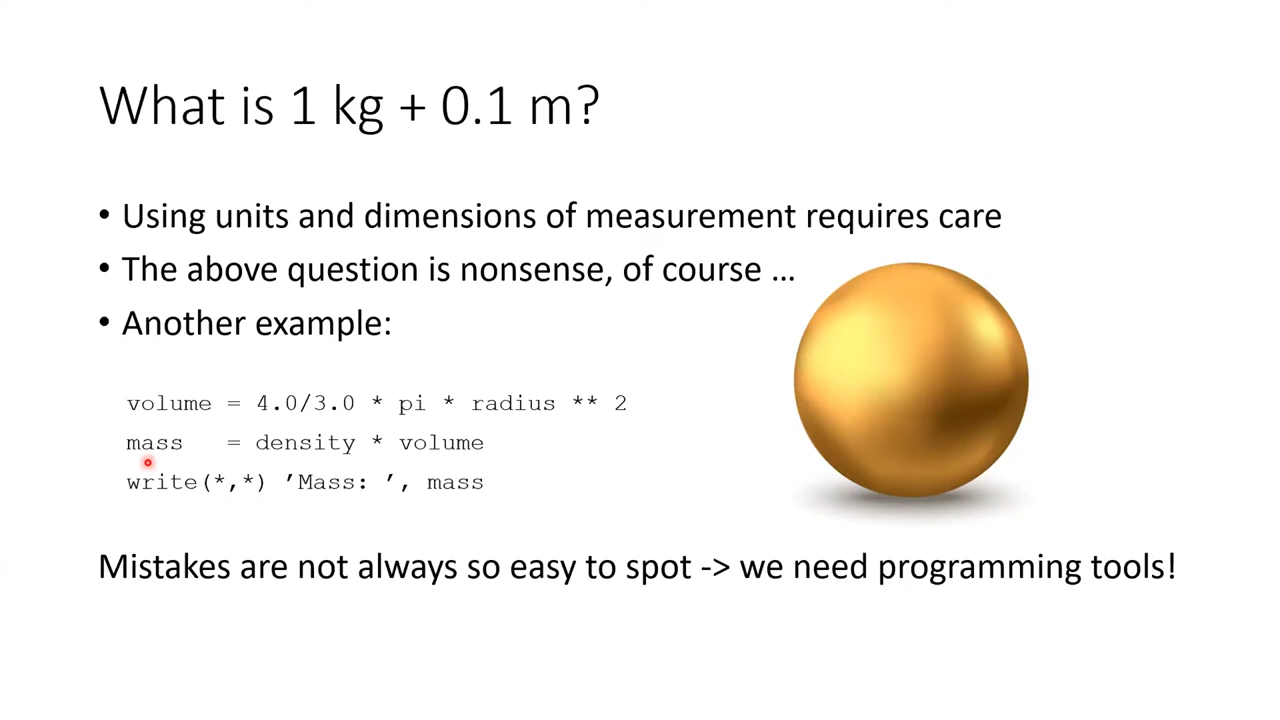 What is 1 kg + 0.1 m?
• Using units and dimensions of measurement requires care
• The above question is nonsense, of course …
• Another example:
volume = 4.0/3.0 * pi * radius ** 2
mass   = density * volume
write(*,*) ’Mass: ’, mass
Mistakes are not always so easy to spot -> we need programming tools!